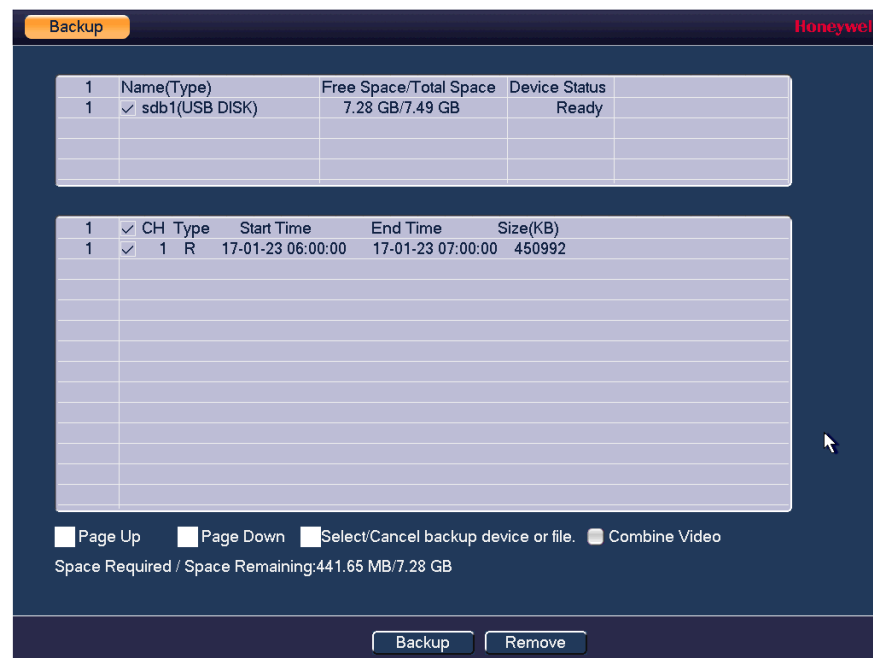 Backup Honeywel
1 Name(Type) Free Space/Total Space Device Status
1 sdb1(USB DISK) 7.28 GB/7.49 GB Ready
1 CH Type Start Time End Time Size(KB)
1 1 R 17-01-23 06:00:00 17-01-23 07:00:00 450992
Page Up Page Down Select/Cancel backup device or file. Combine Video
Space Required / Space Remaining:441.65 MB/7.28 GB
Backup Remove